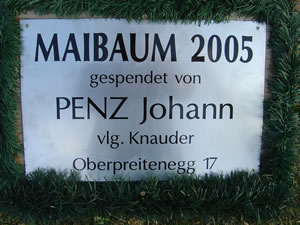 MAIBAUM 2005
gespendet von
PENZ Johann
vlg. Knauder
Oberpreitenegg 17